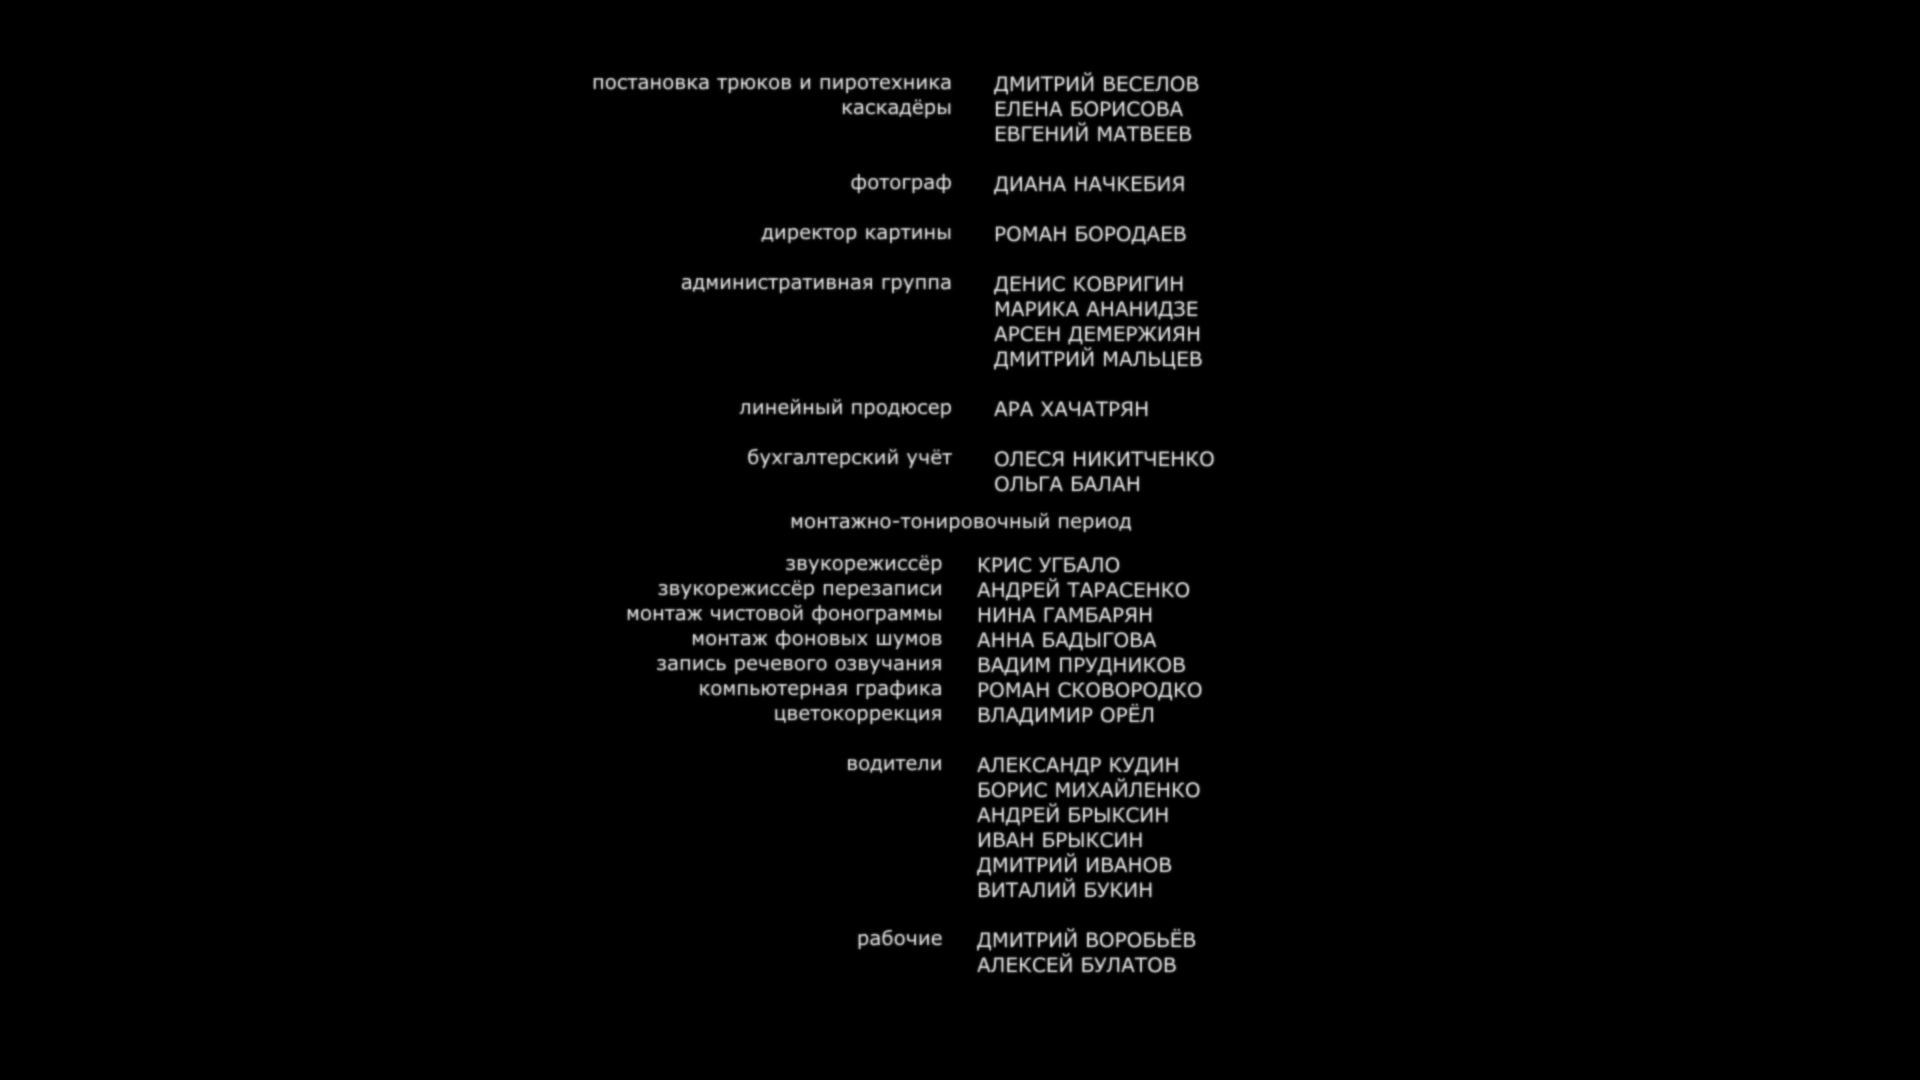 постановка трюков и пиротехника ДМИТРИЙ ВЕСЕЛОВ
каскадёры ЕЛЕНА БОРИСОВА
ЕВГЕНИЙ МАТВЕЕВ
фотограф ДИАНА НАЧКЕБИЯ
директор картины РОМАН БОРОДАЕВ
административная группа ДЕНИС КОВРИГИН
МАРИКА АНАНИДЗЕ
АРСЕН ДЕМЕРЖИЯН
ДМИТРИЙ МАЛЬЦЕВ
линейный продюсер АРА ХАЧАТРЯН
бухгалтерский учёт ОЛЕСЯ НИКИТЧЕНКО
ОЛЬГА БАЛАН
монтажно-тонировочный период
звукорежиссёр КРИС УГБАЛО
звукорежиссёр перезаписи АНДРЕЙ ТАРАСЕНКО
монтаж чистовой фонограммы НИНА ГАМБАРЯН
монтаж фоновых шумов АННА БАДЫГОВА
запись речевого озвучания ВАДИМ ПРУДНИКОВ
компьютерная графика РОМАН СКОВОРОДКО
цветокоррекция ВЛАДИМИР ОРЁЛ
водители АЛЕКСАНДР КУДИН
БОРИС МИХАЙЛЕНКО
АНДРЕЙ БРЫКСИН
ИВАН БРЫКСИН
ДМИТРИЙ ИВАНОВ
ВИТАЛИЙ БУКИН
рабочие ДМИТРИЙ ВОРОБЬЁВ
АЛЕКСЕЙ БУЛАТОВ